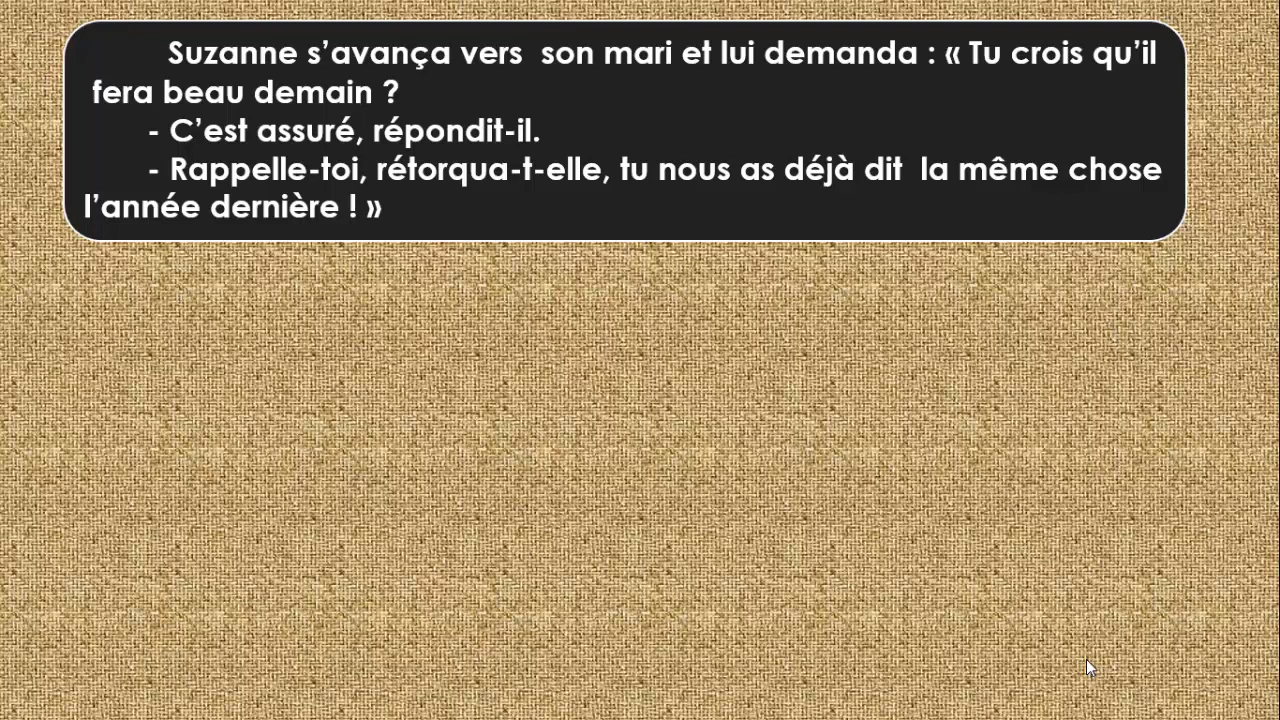 Suzanne s’avança vers  son mari et lui demanda : « Tu crois qu’il
fera beau demain ?
- C’est assuré, répondit-il.
- Rappelle-toi, rétorqua-t-elle, tu nous as déjà dit  la même chose
l’année dernière ! »